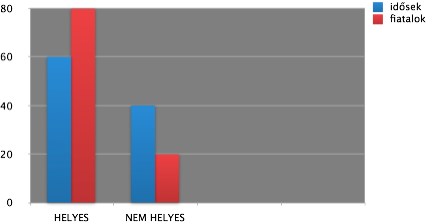 80
60
40
20
0
HELYES
NEM HELYES
idősek
fiatalok